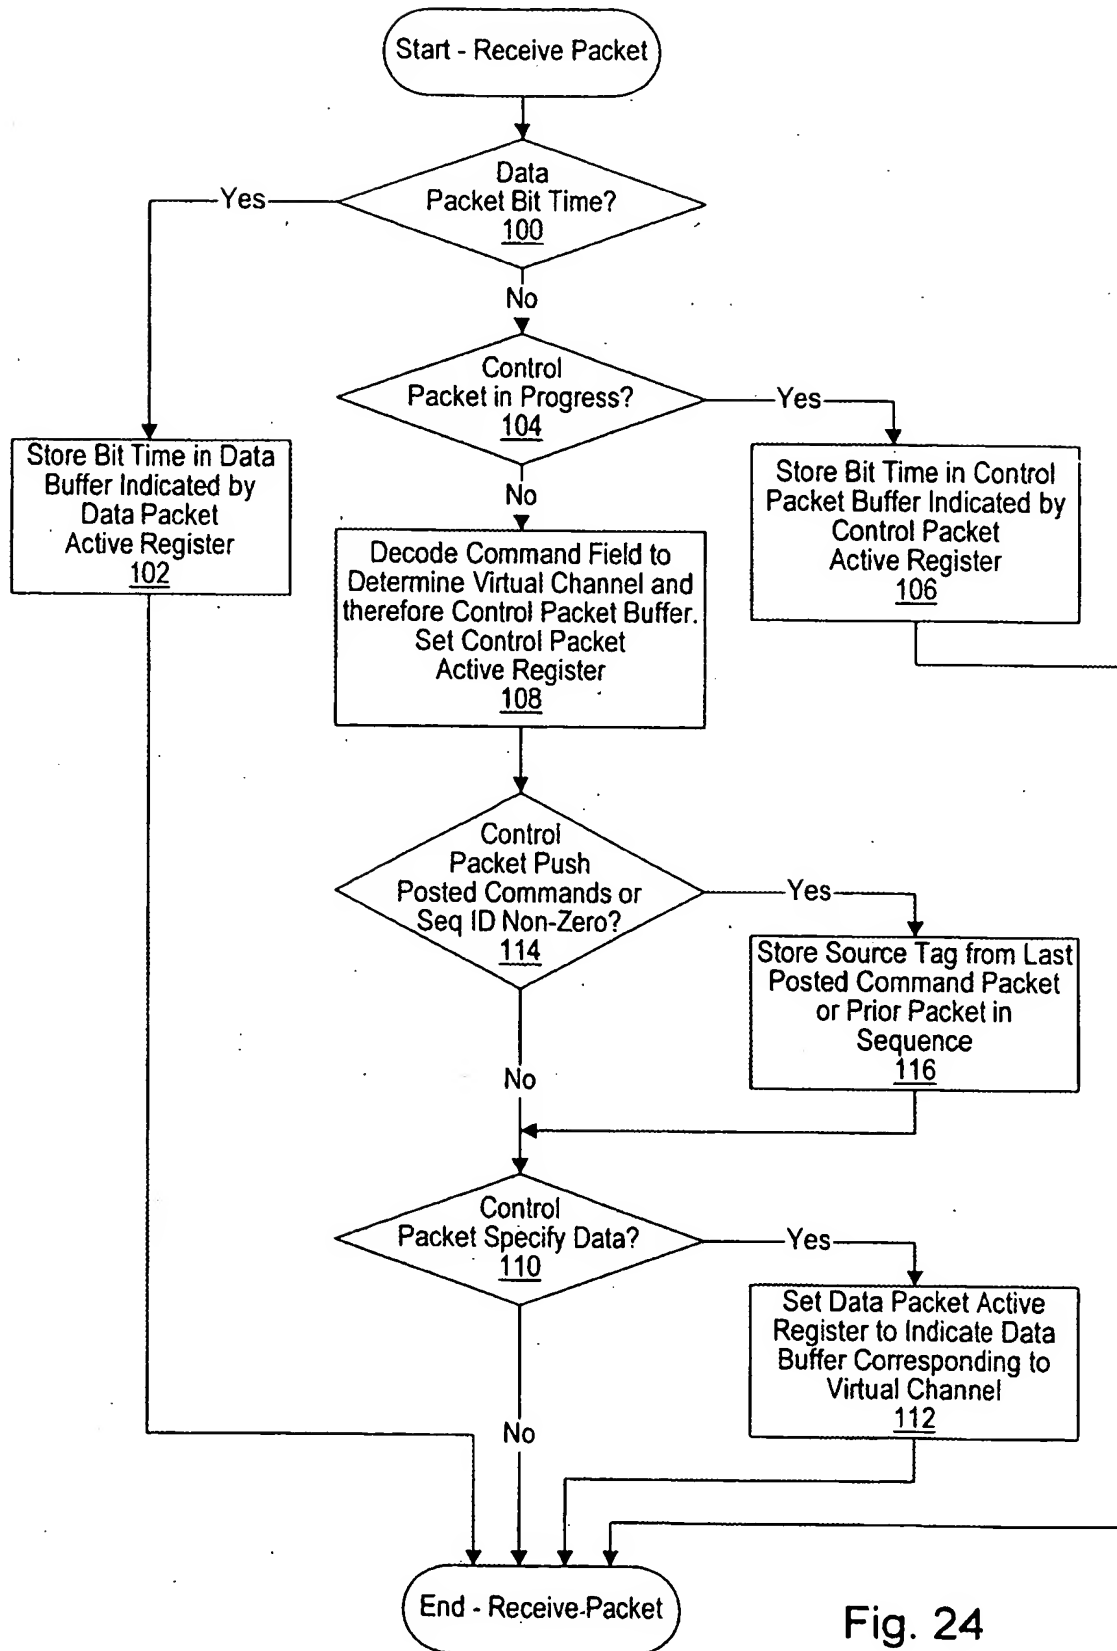 Start - Receive Packet
Data
Packet Bit Time?
100
Yes
No
Control
Packet in Progress?
104
Yes
No
Store Bit Time in Data
Buffer Indicated by
Data Packet
Active Register
102
Store Bit Time in Control
Packet Buffer Indicated by
Control Packet
Active Register
106
Decode Command Field to
Determine Virtual Channel and
therefore Control Packet Buffer.
Set Control Packet
Active Register
108
Control
Packet Push
Posted Commands or
Seq ID Non-Zero?
114
Yes
No
Store Source Tag from Last
Posted Command Packet
or Prior Packet in
Sequence
116
Control
Packet Specify Data?
110
Yes
No
Set Data Packet Active
Register to Indicate Data
Buffer Corresponding to
Virtual Channel
112
End - Receive-Packet
Fig. 24